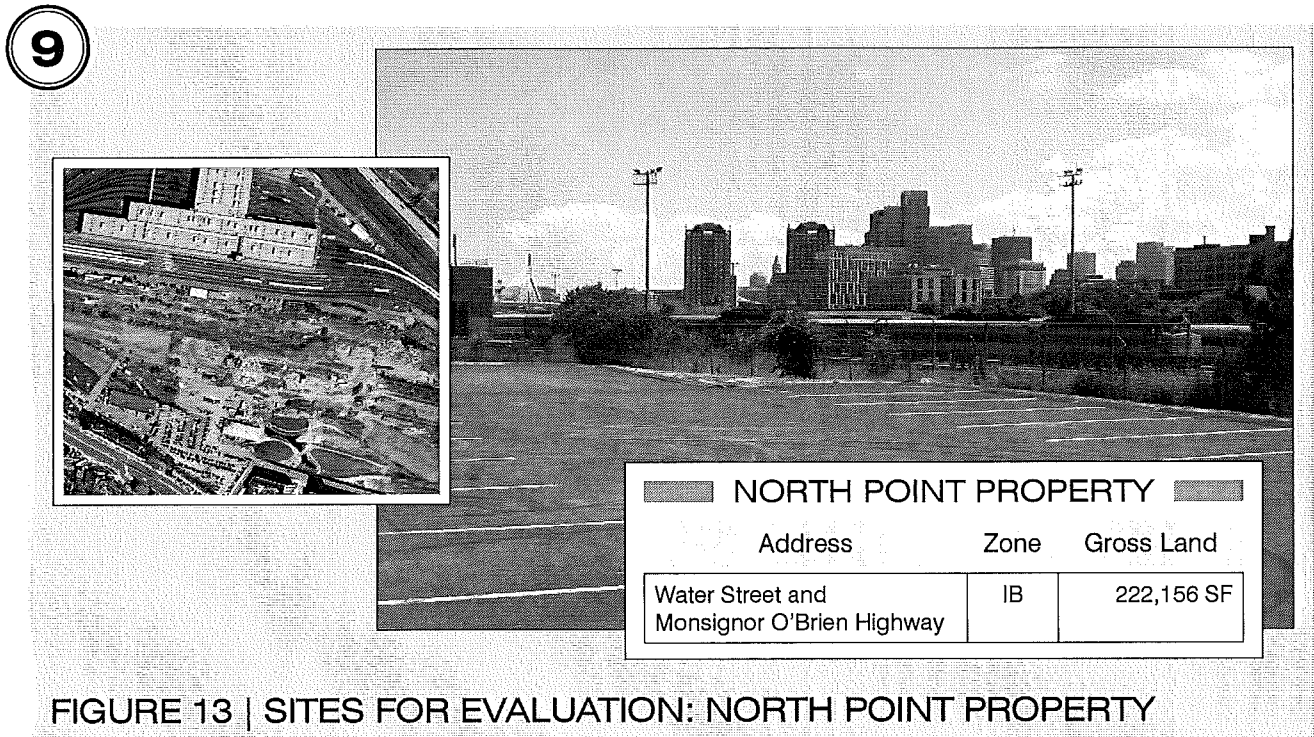 9
NORTH POINT PROPERTY
Address Zone Gross Land
Water Street and
Monsignor O'Brien Highway
IB
222,156 SF
FIGURE 13 | SITES FOR EVALUATION: NORTH POINT PROPERTY